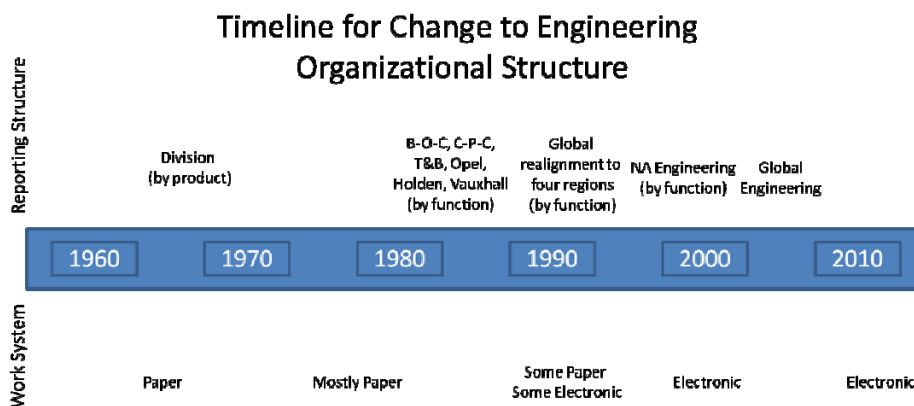 Timeline for Change to Engineering
Organizational Structure
Reporting Structure
Division
(by product)
B-O-C, C-P-C,
T&B, Opel,
Holden, Vauxhall
(by function)
Global
realignment to
four regions
(by function)
NA Engineering
(by function)
Global
Engineering
1960
1970
1980
1990
2000
2010
Work System
Paper
Mostly Paper
Some Paper
Some Electronic
Electronic
Electronic